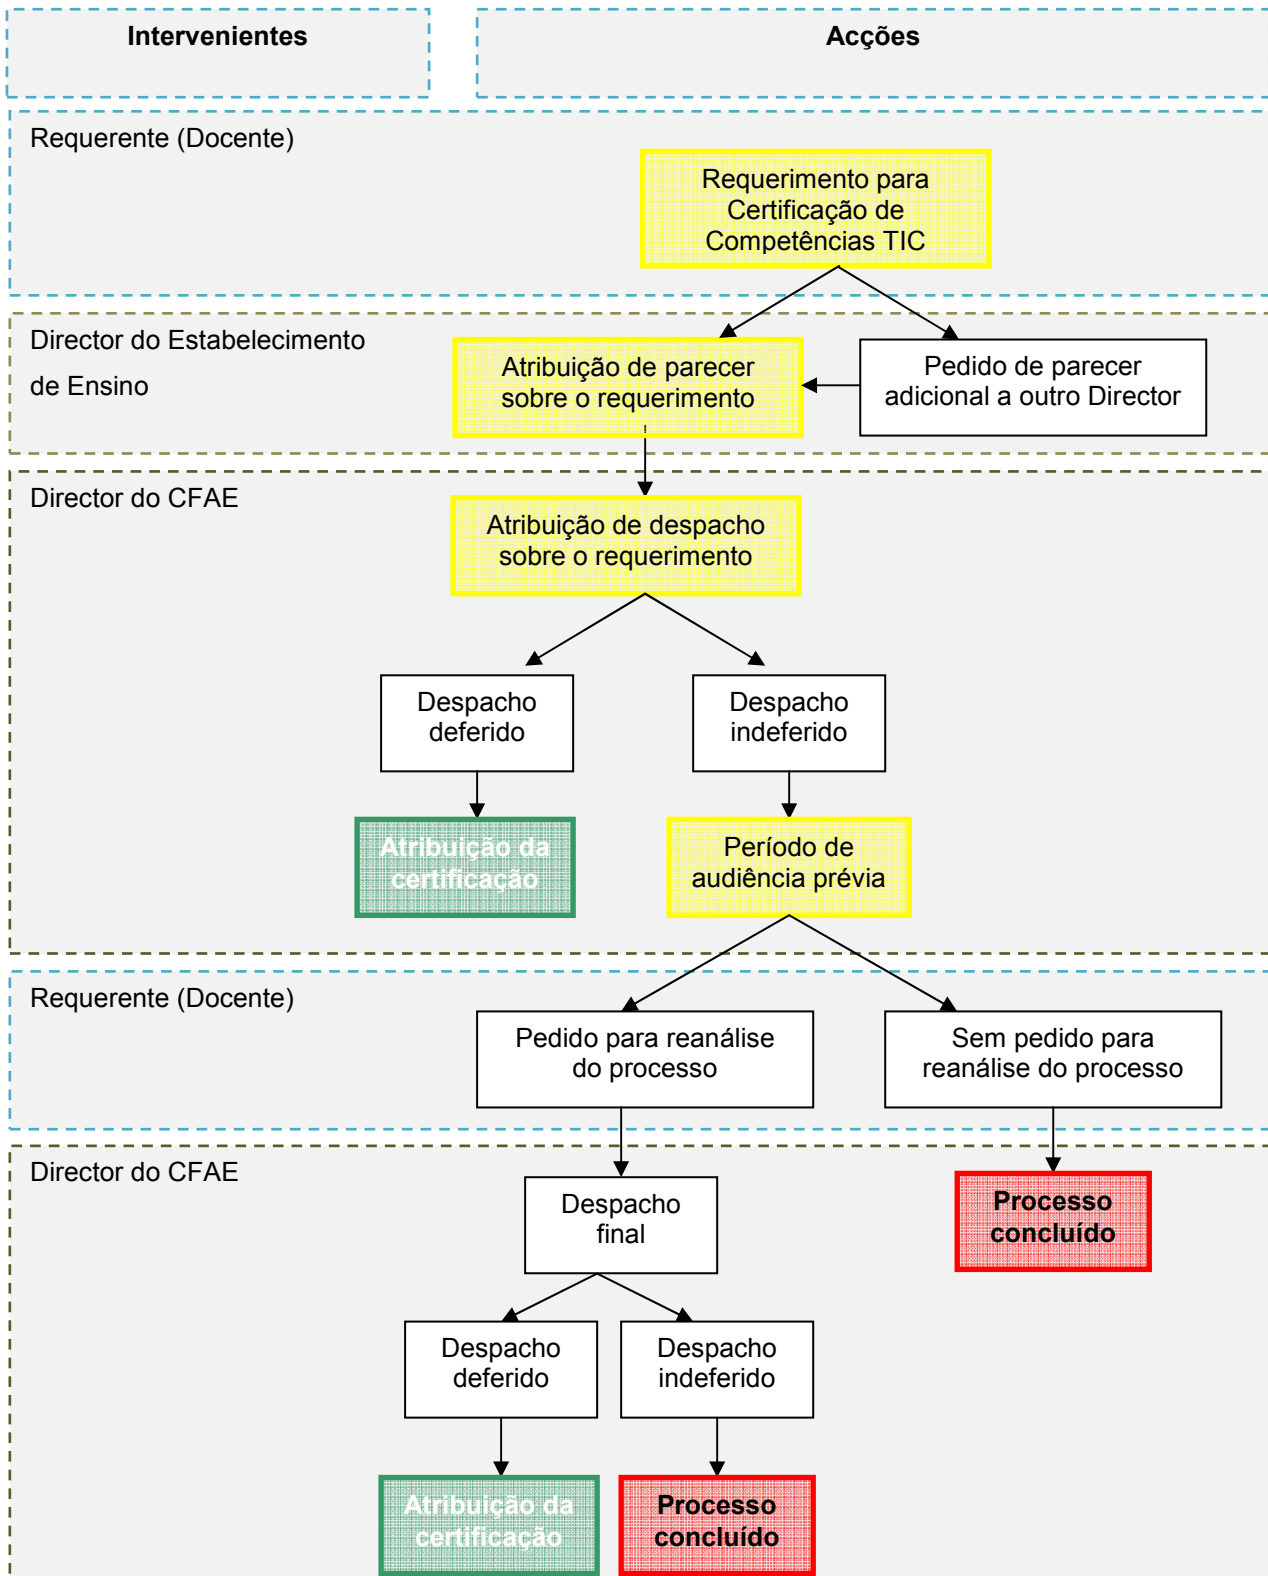 Intervenientes
Acções
Requerente (Docente)
Requerimento para
Certificação de
Competências TIC
Director do Estabelecimento
de Ensino
Atribuição de parecer
sobre o requerimento
Pedido de parecer
adicional a outro Director
Director do CFAE
Atribuição de despacho
sobre o requerimento
Despacho
deferido
Despacho
indeferido
Atribuição da
certificação
Período de
audiência prévia
Requerente (Docente)
Pedido para reanálise
do processo
Sem pedido para
reanálise do processo
Director do CFAE
Despacho
final
Processo
concluído
Despacho
deferido
Despacho
indeferido
Atribuição da
certificação
Processo
concluído